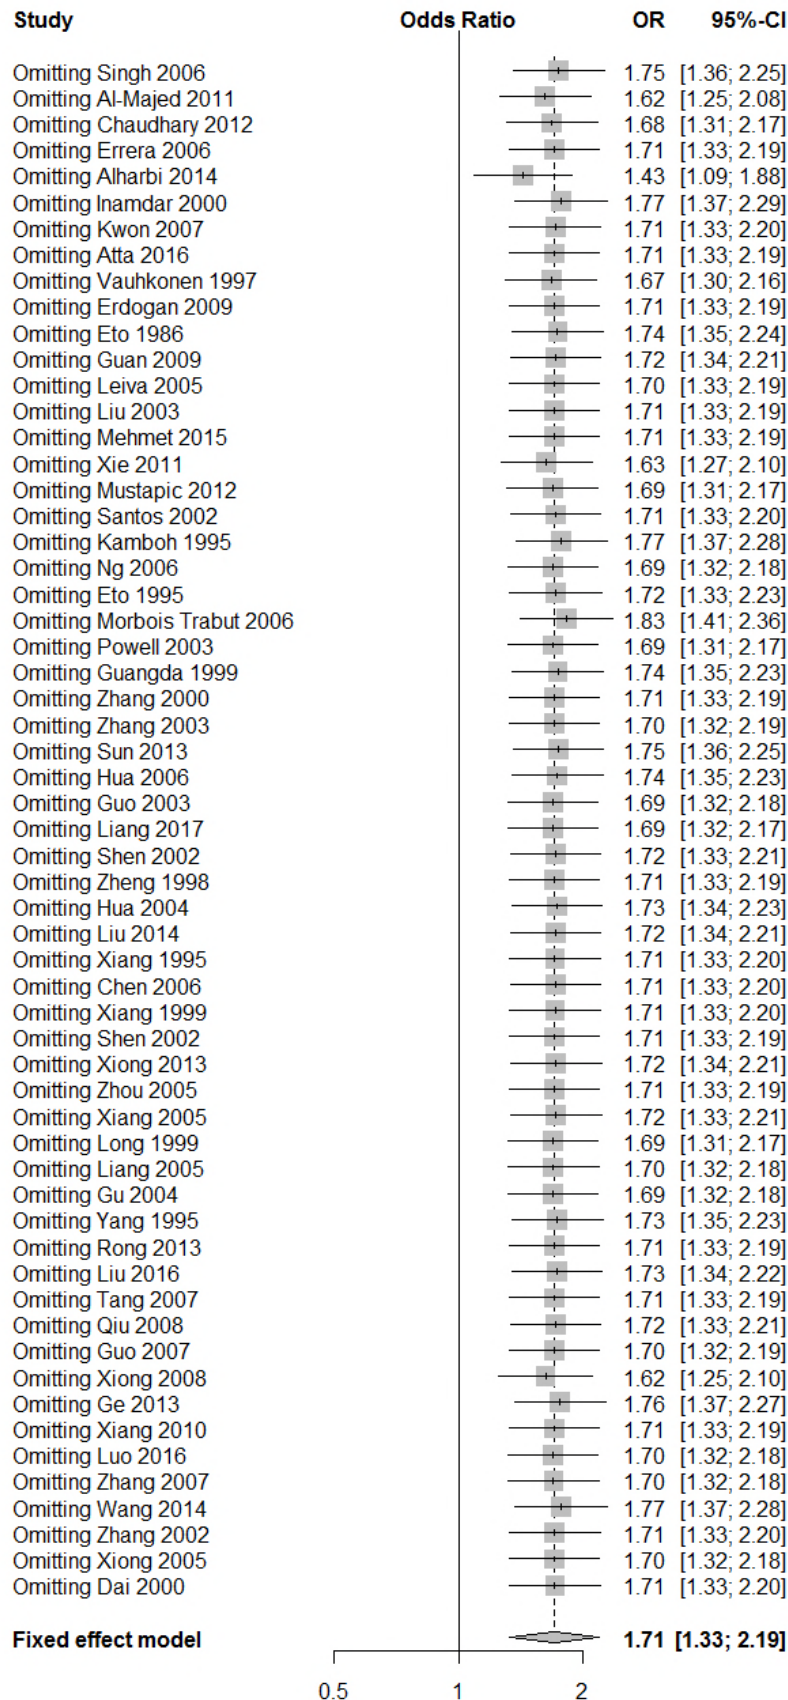 Study Odds Ratio OR 95%-CI
Omitting Singh 2006 1.75 [1.36; 2.25]
Omitting Al-Majed 2011 1.62 [1.25; 2.08]
Omitting Chaudhary 2012 1.68 [1.31; 2.17]
Omitting Errera 2006 1.71 [1.33; 2.19]
Omitting Alharbi 2014 1.43 [1.09; 1.88]
Omitting Inamdar 2000 1.77 [1.37; 2.29]
Omitting Kwon 2007 1.71 [1.33; 2.20]
Omitting Atta 2016 1.71 [1.33; 2.19]
Omitting Vauhkonen 1997 1.67 [1.30; 2.16]
Omitting Erdogan 2009 1.71 [1.33; 2.19]
Omitting Eto 1986 1.74 [1.35; 2.24]
Omitting Guan 2009 1.72 [1.34; 2.21]
Omitting Leiva 2005 1.70 [1.33; 2.19]
Omitting Liu 2003 1.71 [1.33; 2.19]
Omitting Mehmet 2015 1.71 [1.33; 2.19]
Omitting Xie 2011 1.63 [1.27; 2.10]
Omitting Mustapic 2012 1.69 [1.31; 2.17]
Omitting Santos 2002 1.71 [1.33; 2.20]
Omitting Kamboh 1995 1.77 [1.37; 2.28]
Omitting Ng 2006 1.69 [1.32; 2.18]
Omitting Eto 1995 1.72 [1.33; 2.23]
Omitting Morbois Trabut 2006 1.83 [1.41; 2.36]
Omitting Powell 2003 1.69 [1.31; 2.17]
Omitting Guangda 1999 1.74 [1.35; 2.23]
Omitting Zhang 2000 1.71 [1.33; 2.19]
Omitting Zhang 2003 1.70 [1.32; 2.19]
Omitting Sun 2013 1.75 [1.36; 2.25]
Omitting Hua 2006 1.74 [1.35; 2.23]
Omitting Guo 2003 1.69 [1.32; 2.18]
Omitting Liang 2017 1.69 [1.32; 2.17]
Omitting Shen 2002 1.72 [1.33; 2.21]
Omitting Zheng 1998 1.71 [1.33; 2.19]
Omitting Hua 2004 1.73 [1.34; 2.23]
Omitting Liu 2014 1.72 [1.34; 2.21]
Omitting Xiang 1995 1.71 [1.33; 2.20]
Omitting Chen 2006 1.71 [1.33; 2.20]
Omitting Xiang 1999 1.71 [1.33; 2.20]
Omitting Shen 2002 1.71 [1.33; 2.19]
Omitting Xiong 2013 1.72 [1.34; 2.21]
Omitting Zhou 2005 1.71 [1.33; 2.19]
Omitting Xiang 2005 1.72 [1.33; 2.21]
Omitting Long 1999 1.69 [1.31; 2.17]
Omitting Liang 2005 1.70 [1.32; 2.18]
Omitting Gu 2004 1.69 [1.32; 2.18]
Omitting Yang 1995 1.73 [1.35; 2.23]
Omitting Rong 2013 1.71 [1.33; 2.19]
Omitting Liu 2016 1.73 [1.34; 2.22]
Omitting Tang 2007 1.71 [1.33; 2.19]
Omitting Qiu 2008 1.72 [1.33; 2.21]
Omitting Guo 2007 1.70 [1.32; 2.19]
Omitting Xiong 2008 1.62 [1.25; 2.10]
Omitting Ge 2013 1.76 [1.37; 2.27]
Omitting Xiang 2010 1.71 [1.33; 2.19]
Omitting Luo 2016 1.70 [1.32; 2.18]
Omitting Zhang 2007 1.70 [1.32; 2.18]
Omitting Wang 2014 1.77 [1.37; 2.28]
Omitting Zhang 2002 1.71 [1.33; 2.20]
Omitting Xiong 2005 1.70 [1.32; 2.18]
Omitting Dai 2000 1.71 [1.33; 2.20]
Fixed effect model 1.71 [1.33; 2.19]
0.5 1 2